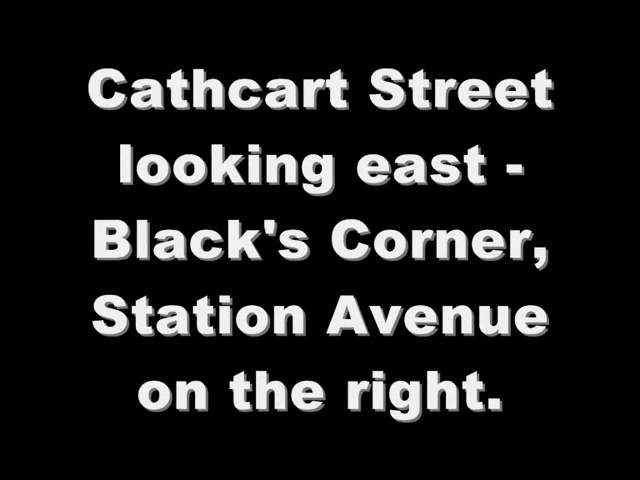 Cathcart Street
looking east -
Black's Corner,
Station Avenue
on the right.